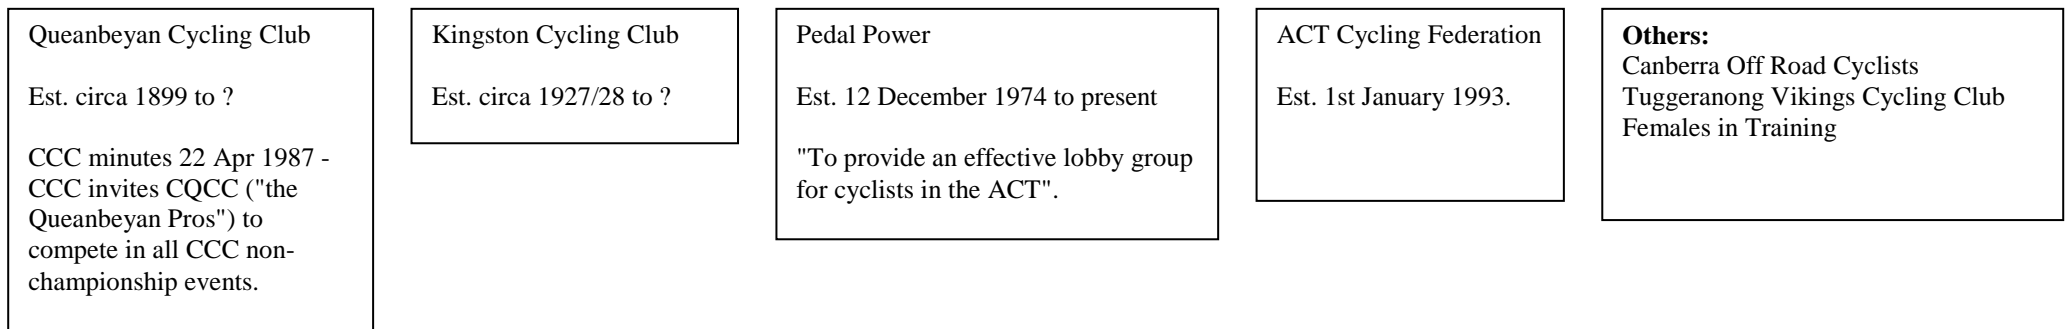 Queanbeyan Cycling Club
Est. circa 1899 to ?
CCC minutes 22 Apr 1987 -
CCC invites CQCC ("the
Queanbeyan Pros") to
compete in all CCC non-
championship events.
Kingston Cycling Club
Est. circa 1927/28 to ?
Pedal Power
Est. 12 December 1974 to present
"To provide an effective lobby group
for cyclists in the ACT".
ACT Cycling Federation
Est. 1st January 1993.
Others:
Canberra Off Road Cyclists
Tuggeranong Vikings Cycling Club
Females in Training